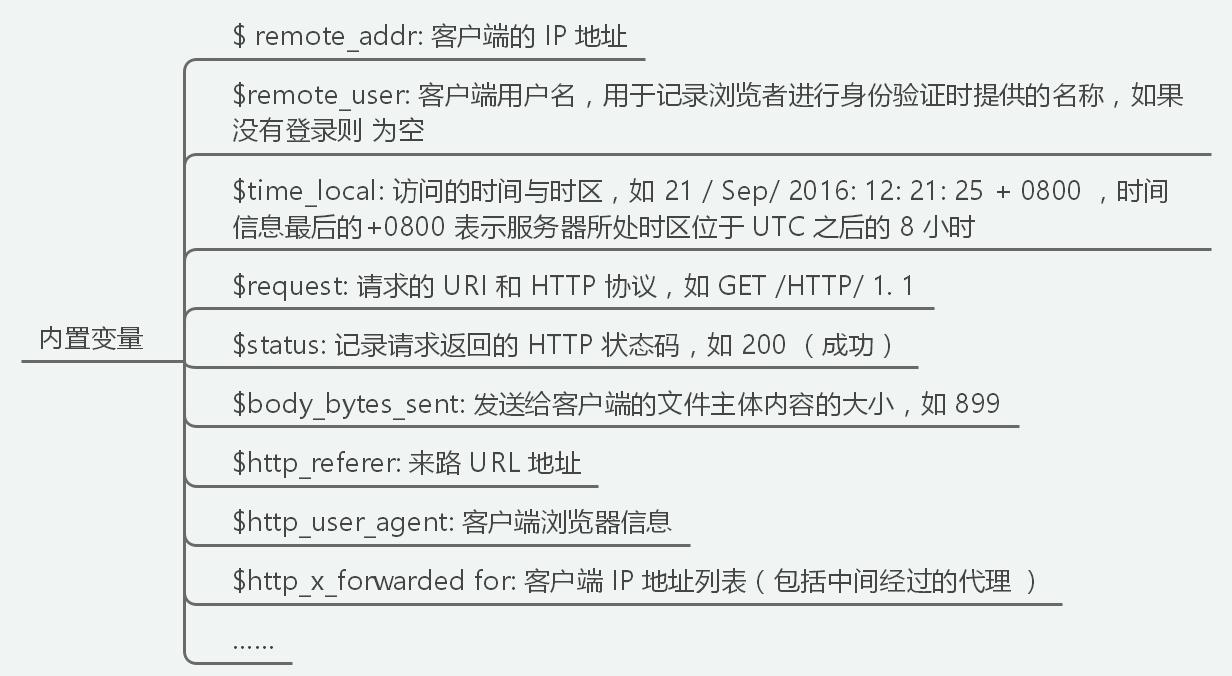 $ remote_addr: 客户端的 IP 地址
$remote_user: 客户端用户名，用于记录浏览者进行身份验证时提供的名称，如果
没有登录则 为空
$time_local: 访问的时间与时区，如 21 / Sep/ 2016: 12: 21: 25 + 0800 ，时间
信息最后的+0800 表示服务器所处时区位于 UTC 之后的 8 小时
$request: 请求的 URI 和 HTTP 协议，如 GET /HTTP/ 1. 1
内置变量
$status: 记录请求返回的 HTTP 状态码，如 200 （ 成功 ）
$body_bytes_sent: 发送给客户端的文件主体内容的大小，如 899
$http_referer: 来路 URL 地址
$http_user_agent: 客户端浏览器信息
$http_x_forwarded for: 客户端 IP 地址列表（ 包括中间经过的代理 ）
……